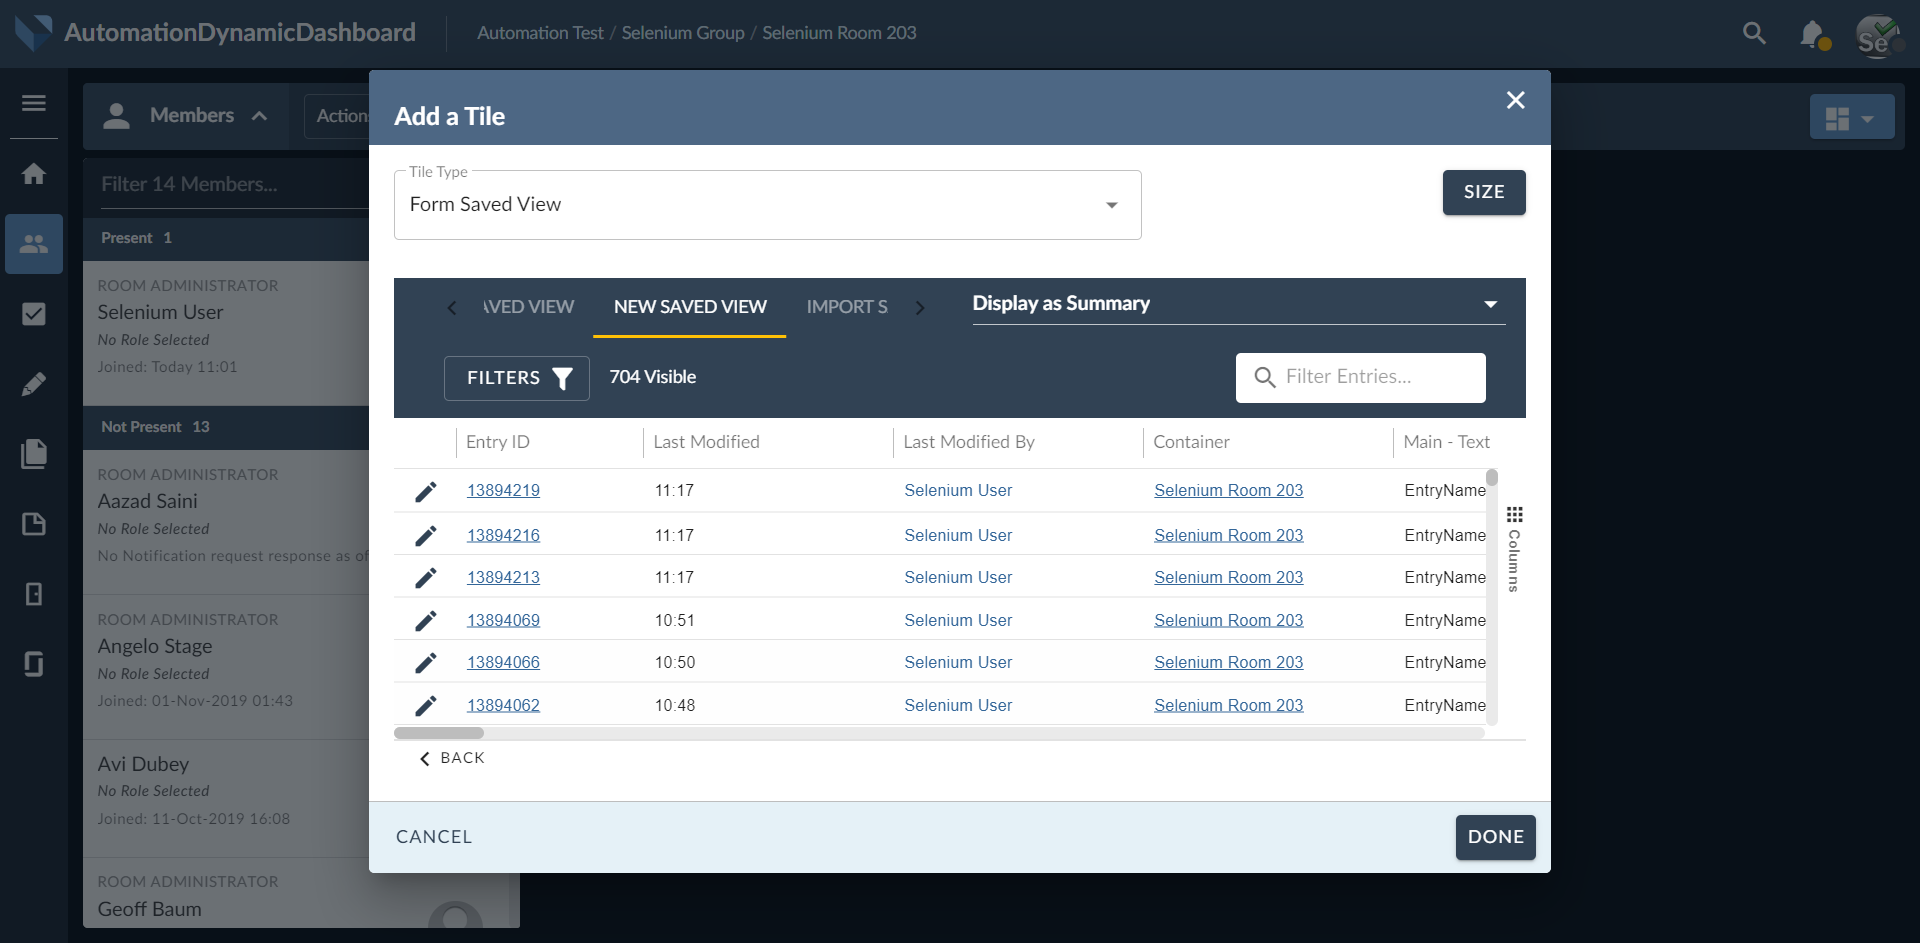 AutomationDynamicDashboard
Automation Test / Selenium Group / Selenium Room 203
Se
Members
Actions
Filter 14 Members...
Present 1
ROOM ADMINISTRATOR
Selenium User
No Role Selected
Joined: Today 11:01
Not Present 13
ROOM ADMINISTRATOR
Aazad Saini
No Role Selected
No Notification request response as of
ROOM ADMINISTRATOR
Angelo Stage
No Role Selected
Joined: 01-Nov-2019 01:43
Avi Dubey
No Role Selected
Joined: 11-Oct-2019 16:08
ROOM ADMINISTRATOR
Geoff Baum
Add a Tile
Tile Type
Form Saved View
SIZE
AVED VIEW
NEW SAVED VIEW
IMPORT S
Display as Summary
FILTERS
704 Visible
Filter Entries...
Entry ID Last Modified Last Modified By Container Main - Text
13894219 11:17 Selenium User Selenium Room 203 EntryName
13894216 11:17 Selenium User Selenium Room 203 EntryName
13894213 11:17 Selenium User Selenium Room 203 EntryName
13894069 10:51 Selenium User Selenium Room 203 EntryName
13894066 10:50 Selenium User Selenium Room 203 EntryName
13894062 10:48 Selenium User Selenium Room 203 EntryName
Columns
BACK
CANCEL
DONE